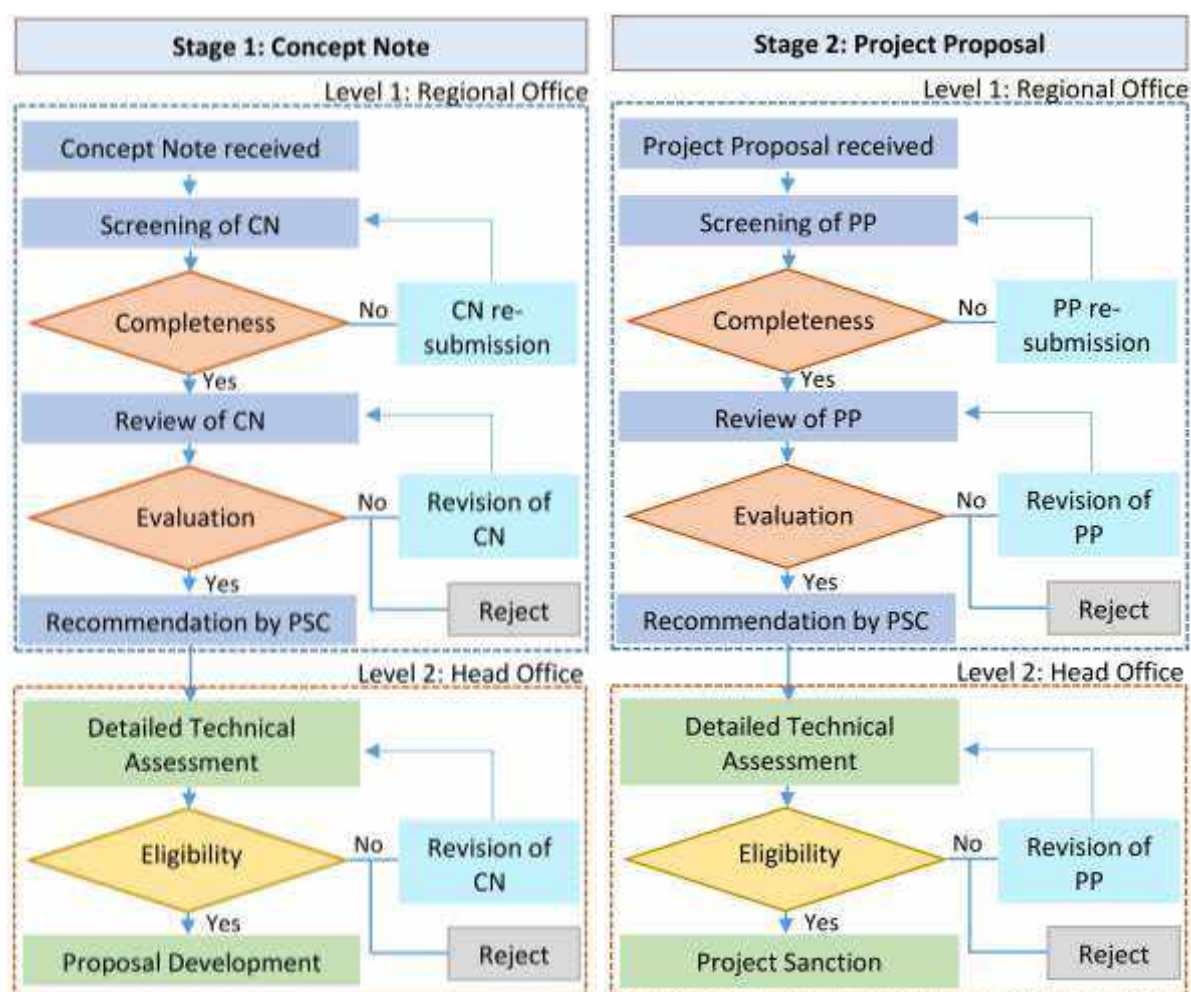 Stage 1: Concept Note
Level 1: Regional Office
Concept Note received
Screening of CN
Completeness
No
CN re-
submission
Yes
Review of CN
Evaluation
No
Revision of
CN
Yes
Reject
Recommendation by PSC
Level 2: Head Office
Detailed Technical
Assessment
Eligibility
No
Revision of
CN
Yes
Reject
Proposal Development
Stage 2: Project Proposal
Level 1: Regional Office
Project Proposal received
Screening of PP
Completeness
No
PP re-
submission
Yes
Review of PP
Evaluation
No
Revision of
PP
Yes
Reject
Recommendation by PSC
Level 2: Head Office
Detailed Technical
Assessment
Eligibility
No
Revision of
PP
Yes
Reject
Project Sanction